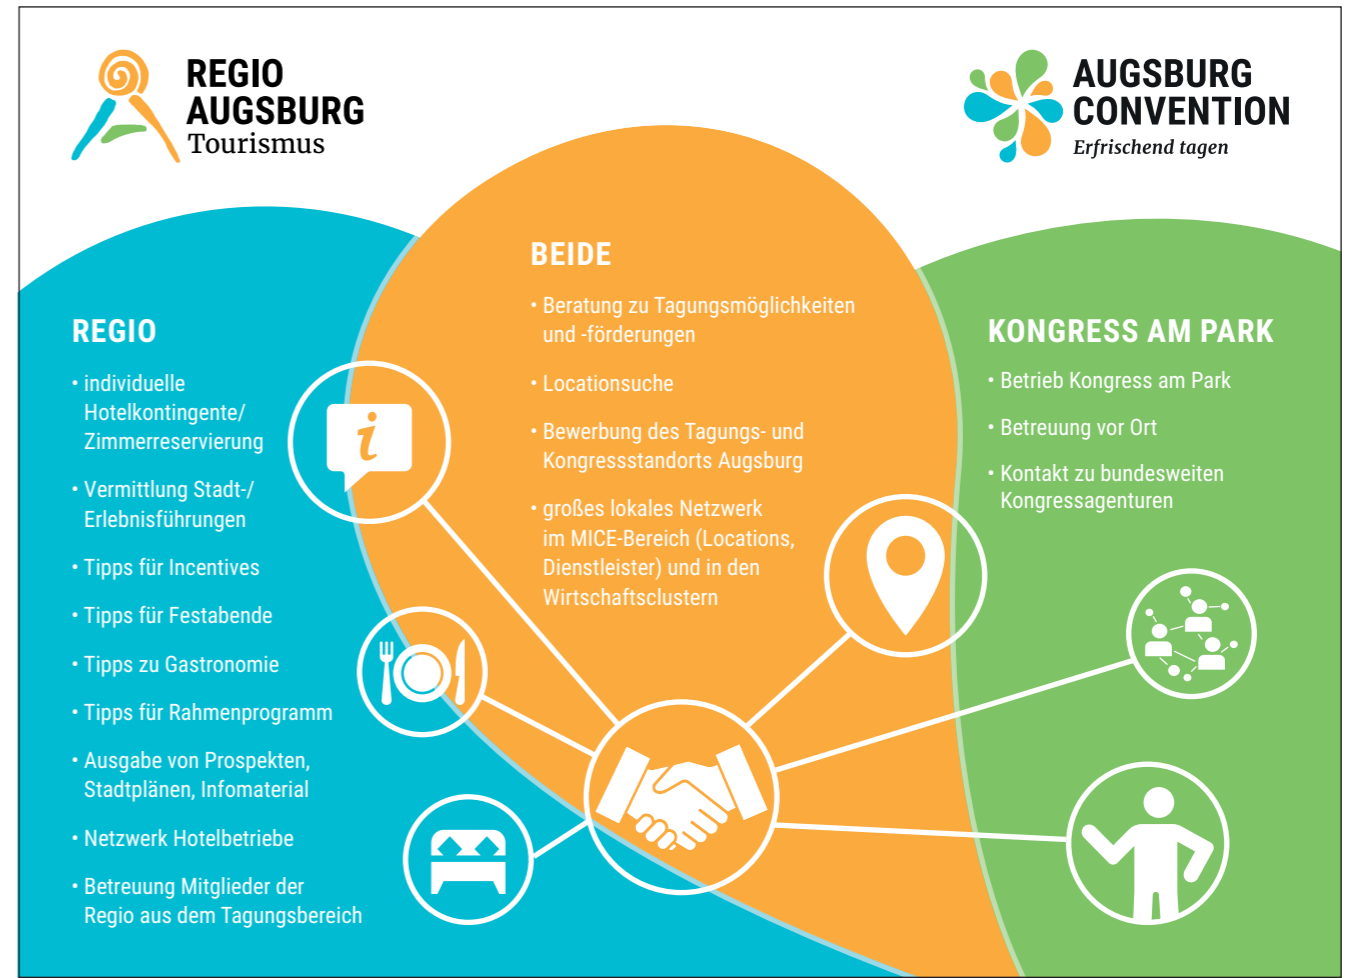 REGIO
AUGSBURG
Tourismus
AUGSBURG
CONVENTION
Erfrischend tagen
REGIO
• individuelle
Hotelkontingente/
Zimmerreservierung
• Vermittlung Stadt-/
Erlebnisführungen
• Tipps für Incentives
• Tipps für Festabende
• Tipps zu Gastronomie
• Tipps für Rahmenprogramm
• Ausgabe von Prospekten,
Stadtplänen, Infomaterial
• Netzwerk Hotelbetriebe
• Betreuung Mitglieder der
Regio aus dem Tagungsbereich
i
BEIDE
• Beratung zu Tagungsmöglichkeiten
und -förderungen
• Locationsuche
• Bewerbung des Tagungs- und
Kongressstandorts Augsburg
• großes lokales Netzwerk
im MICE-Bereich (Locations,
Dienstleister) und in den
Wirtschaftsclustern
KONGRESS AM PARK
• Betrieb Kongress am Park
• Betreuung vor Ort
• Kontakt zu bundesweiten
Kongressagenturen